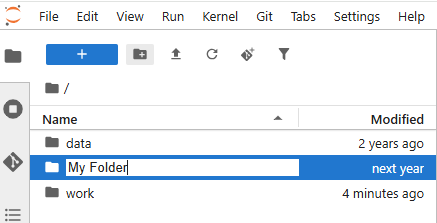 File Edit View Run Kernel Git Tabs Settings Help
+
/
Name Modified
data 2 years ago
My Folder next year
work 4 minutes ago